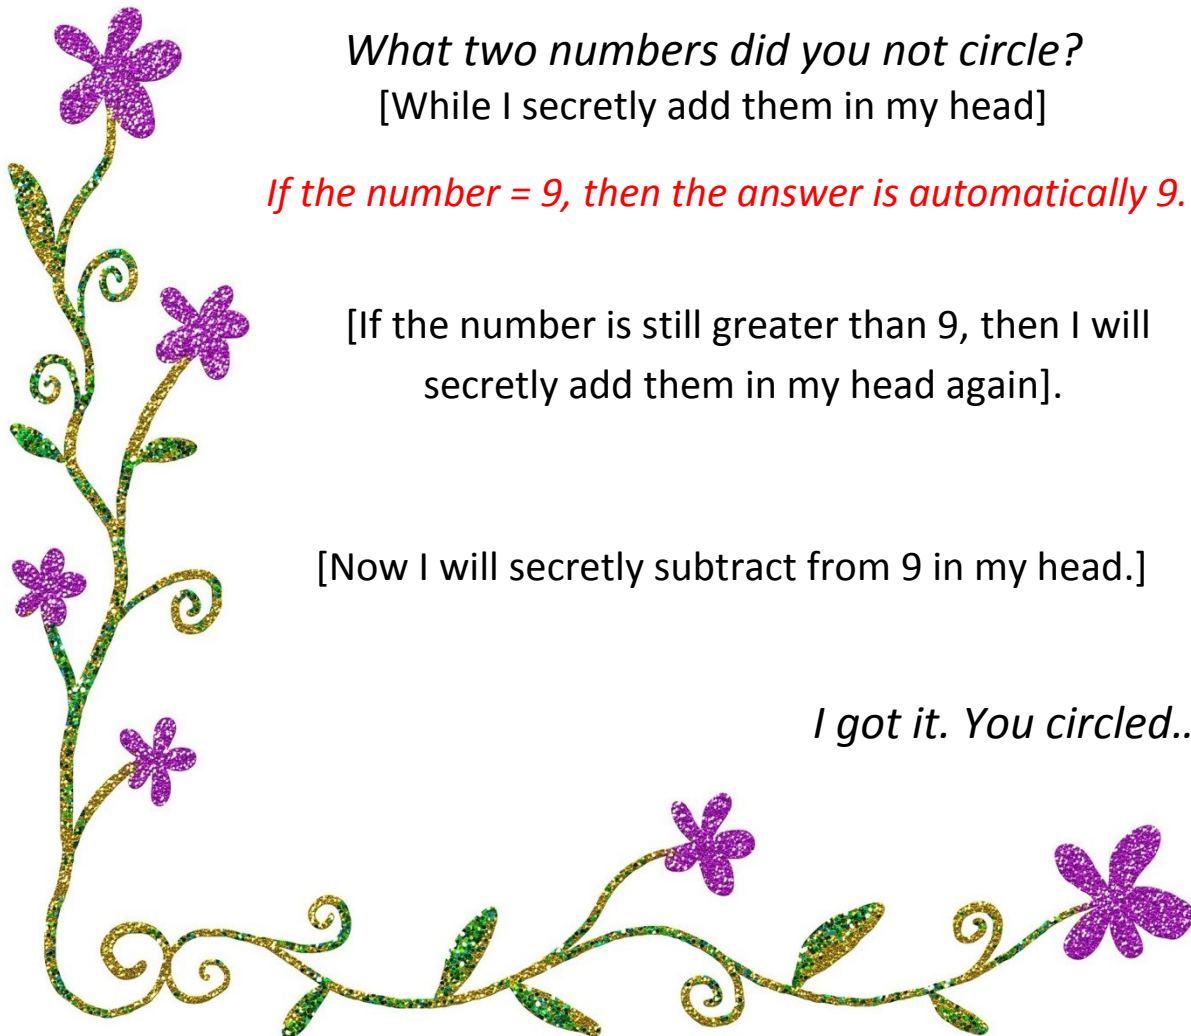 What two numbers did you not circle?
[While I secretly add them in my head]
If the number = 9, then the answer is automatically 9.
[If the number is still greater than 9, then I will
secretly add them in my head again].
[Now I will secretly subtract from 9 in my head.]
I got it. You circled..